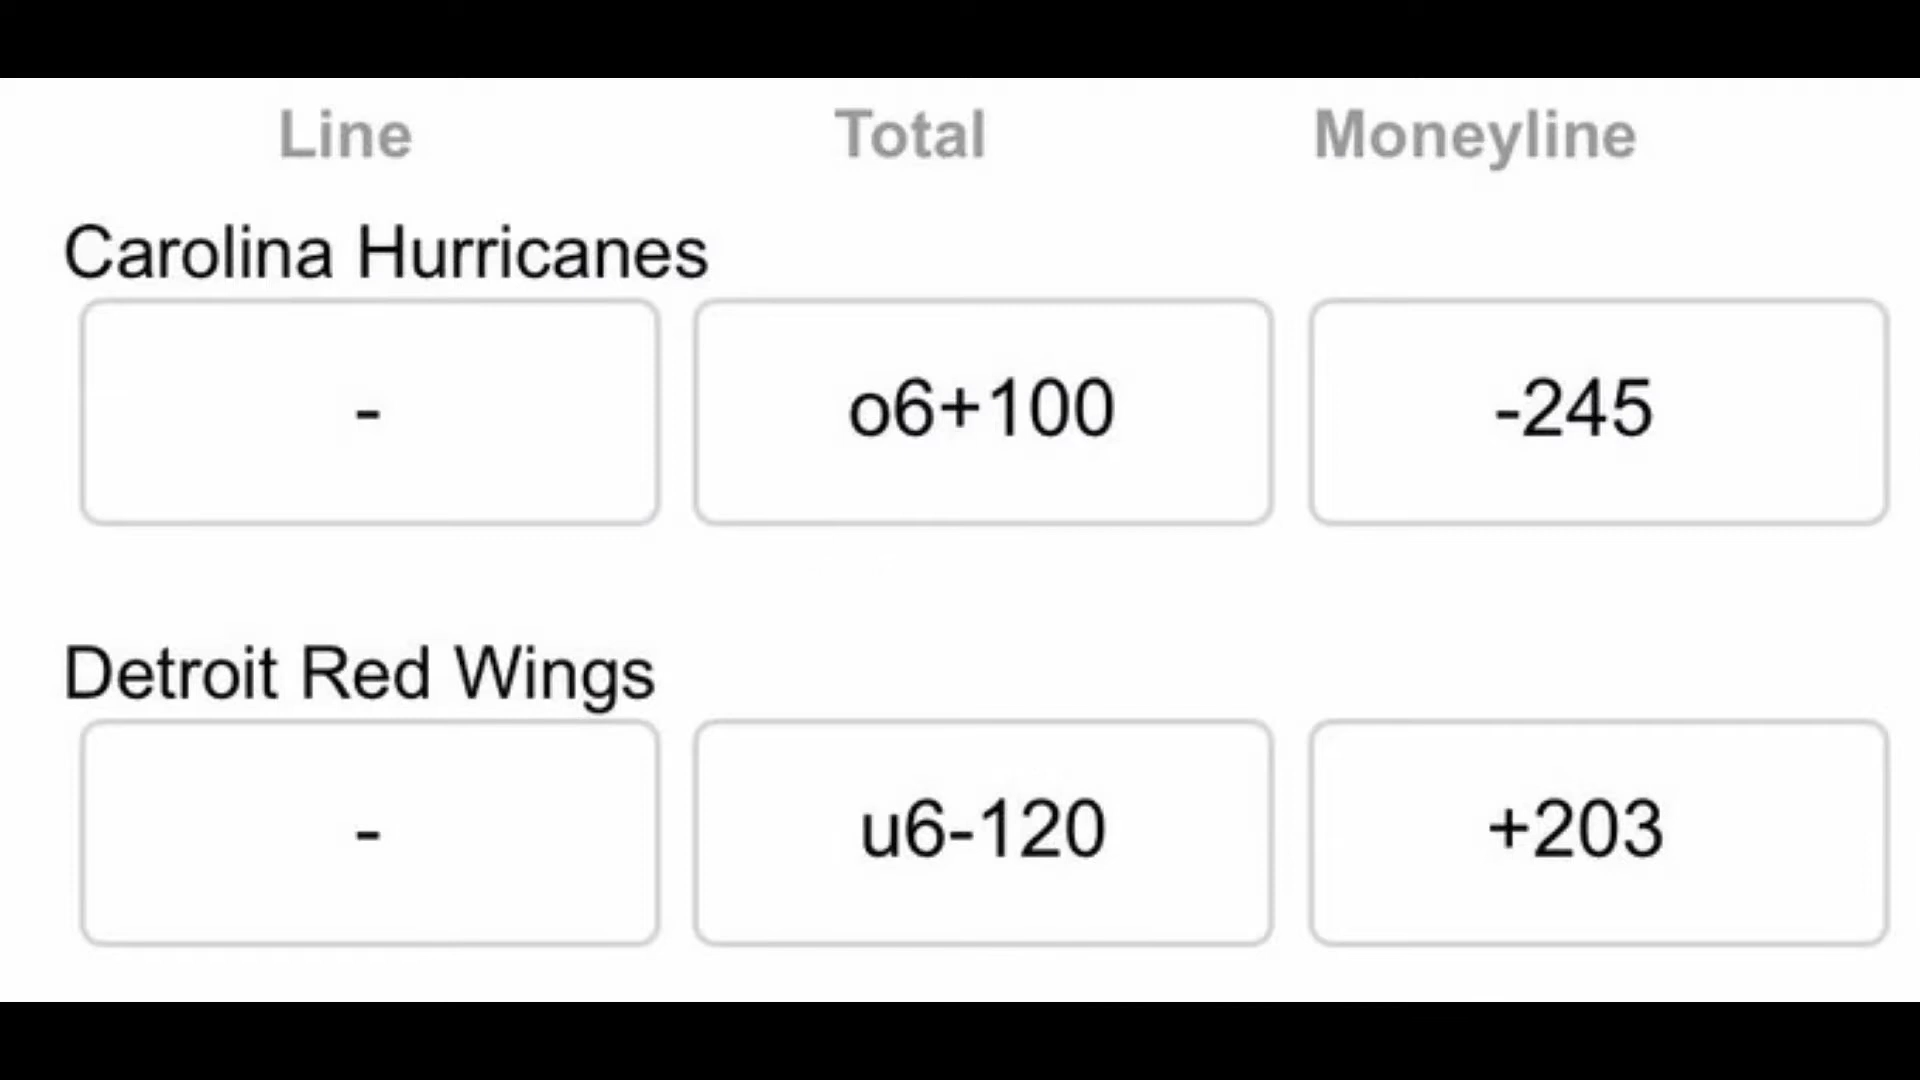 Line Total Moneyline
Carolina Hurricanes
- o6+100 -245
Detroit Red Wings
- u6-120 +203